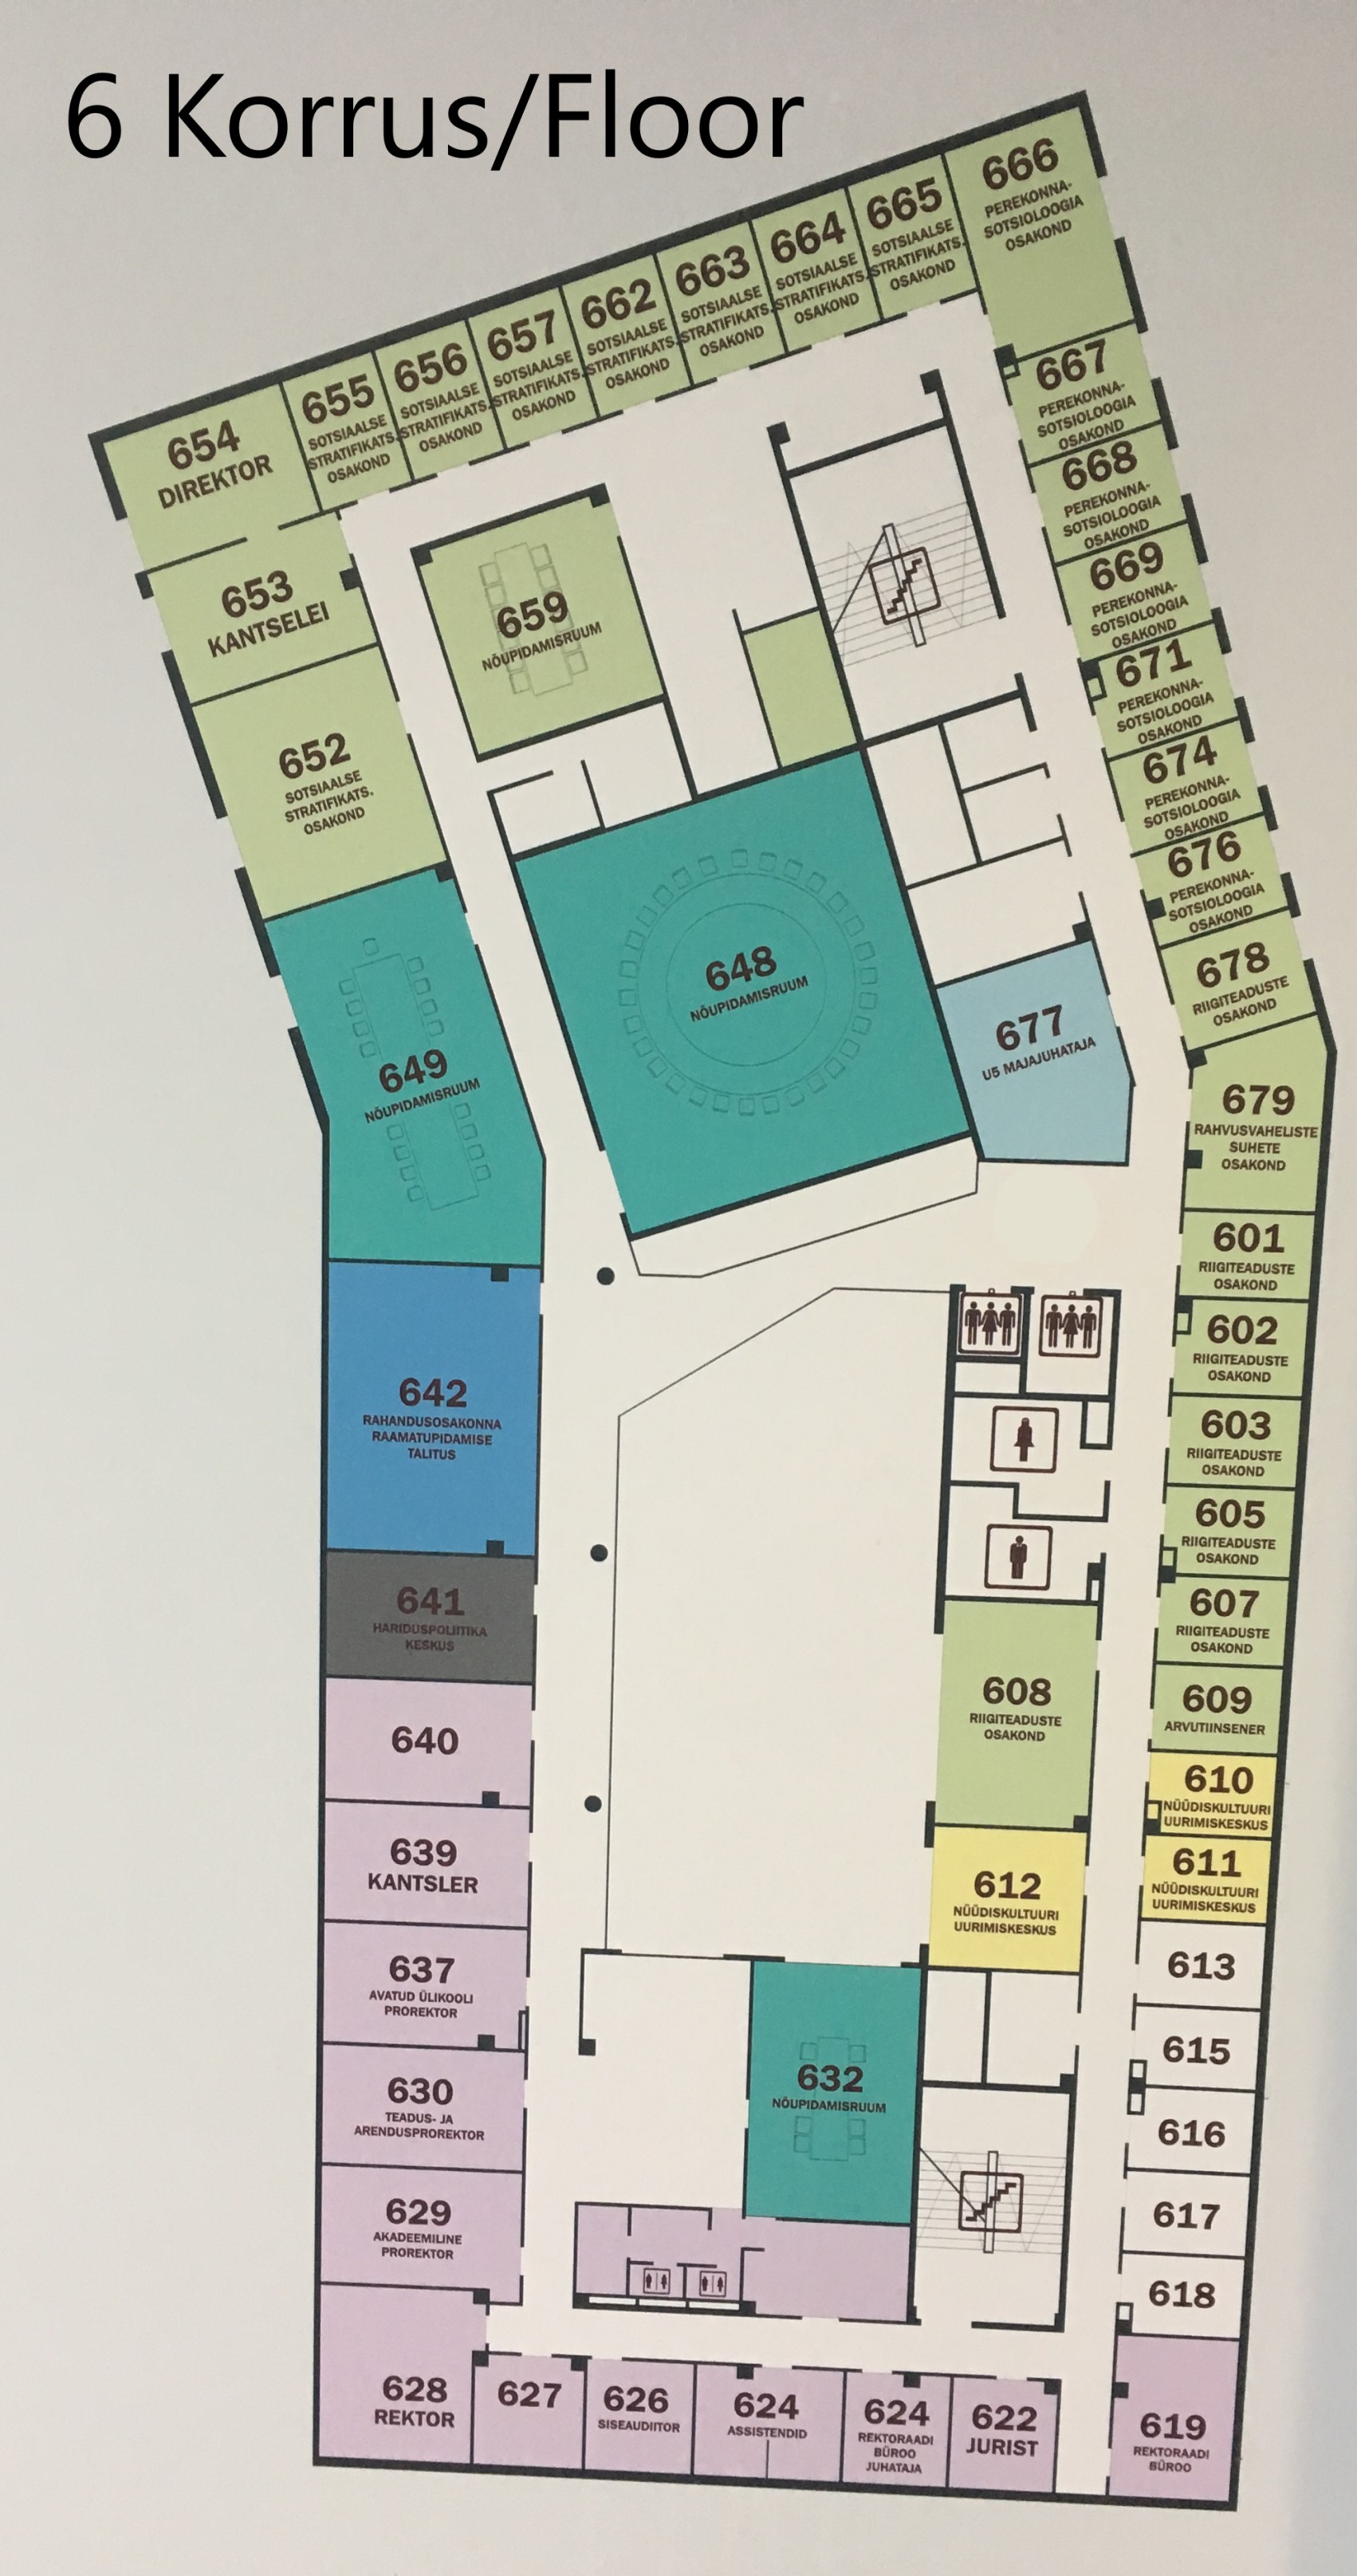 6 Korrus/Floor
666
PEREKONNA-
SOTSIOLOOGIA
OSAKOND
665
SOTSIAALSE
STRATIFIKATS.
OSAKOND
664
SOTSIAALSE
STRATIFIKATS.
OSAKOND
663
SOTSIAALSE
STRATIFIKATS.
OSAKOND
662
SOTSIAALSE
STRATIFIKATS.
OSAKOND
657
SOTSIAALSE
STRATIFIKATS.
OSAKOND
656
SOTSIAALSE
STRATIFIKATS.
OSAKOND
655
SOTSIAALSE
STRATIFIKATS.
OSAKOND
654
DIREKTOR
653
KANTSELEI
652
SOTSIAALSE
STRATIFIKATS.
OSAKOND
659
NÕUPIDAMISRUUM
667
PEREKONNA-
SOTSIOLOOGIA
OSAKOND
668
PEREKONNA-
SOTSIOLOOGIA
OSAKOND
669
PEREKONNA-
SOTSIOLOOGIA
OSAKOND
671
PEREKONNA-
SOTSIOLOOGIA
OSAKOND
674
PEREKONNA-
SOTSIOLOOGIA
OSAKOND
676
PEREKONNA-
SOTSIOLOOGIA
OSAKOND
678
RIIGITEADUSTE
OSAKOND
648
NÕUPIDAMISRUUM
677
U5 MAJAJUHATAJA
649
NÕUPIDAMISRUUM
679
RAHVUSVAHELISTE
SUHETE
OSAKOND
601
RIIGITEADUSTE
OSAKOND
602
RIIGITEADUSTE
OSAKOND
603
RIIGITEADUSTE
OSAKOND
605
RIIGITEADUSTE
OSAKOND
607
RIIGITEADUSTE
OSAKOND
609
ARVUTIINSENER
610
NÜÜDISKULTUURI
UURIMISKESKUS
611
NÜÜDISKULTUURI
UURIMISKESKUS
613
615
616
617
618
619
REKTORAADI
BÜROO
608
RIIGITEADUSTE
OSAKOND
612
NÜÜDISKULTUURI
UURIMISKESKUS
632
NÕUPIDAMISRUUM
642
RAHANDUSOSAKONNA
RAAMATUPIDAMISE
TALITUS
641
HARIDUSPOLIITIKA
KESKUS
640
639
KANTSLER
637
AVATUD ÜLIKOOLI
PROREKTOR
630
TEADUS- JA
ARENDUSPROREKTOR
629
AKADEEMILINE
PROREKTOR
628
REKTOR
627
626
SISEAUDIITOR
624
ASSISTENDID
624
REKTORAADI
BÜROO
JUHATAJA
622
JURIST